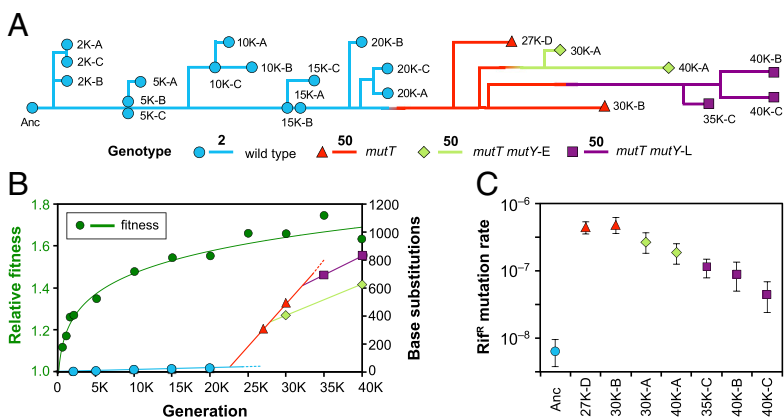 A
2K-A
2K-C
2K-B
5K-A
5K-B
5K-C
10K-A
10K-B
10K-C
15K-C
15K-A
15K-B
20K-B
20K-C
20K-A
27K-D
30K-A
40K-A
30K-B
35K-C
40K-B
40K-C
Anc
Genotype
2
wild type
50
mutT
50
mutT mutY-E
50
mutT mutY-L
B
Relative fitness
1.8
1.6
1.4
1.2
1.0
fitness
1200
1000
800
600
400
200
0
Base substitutions
0
5K
10K
15K
20K
25K
30K
35K
40K
Generation
C
Rif^R mutation rate
10^−6
10^−7
10^−8
Anc
27K-D
30K-B
30K-A
40K-A
35K-C
40K-B
40K-C